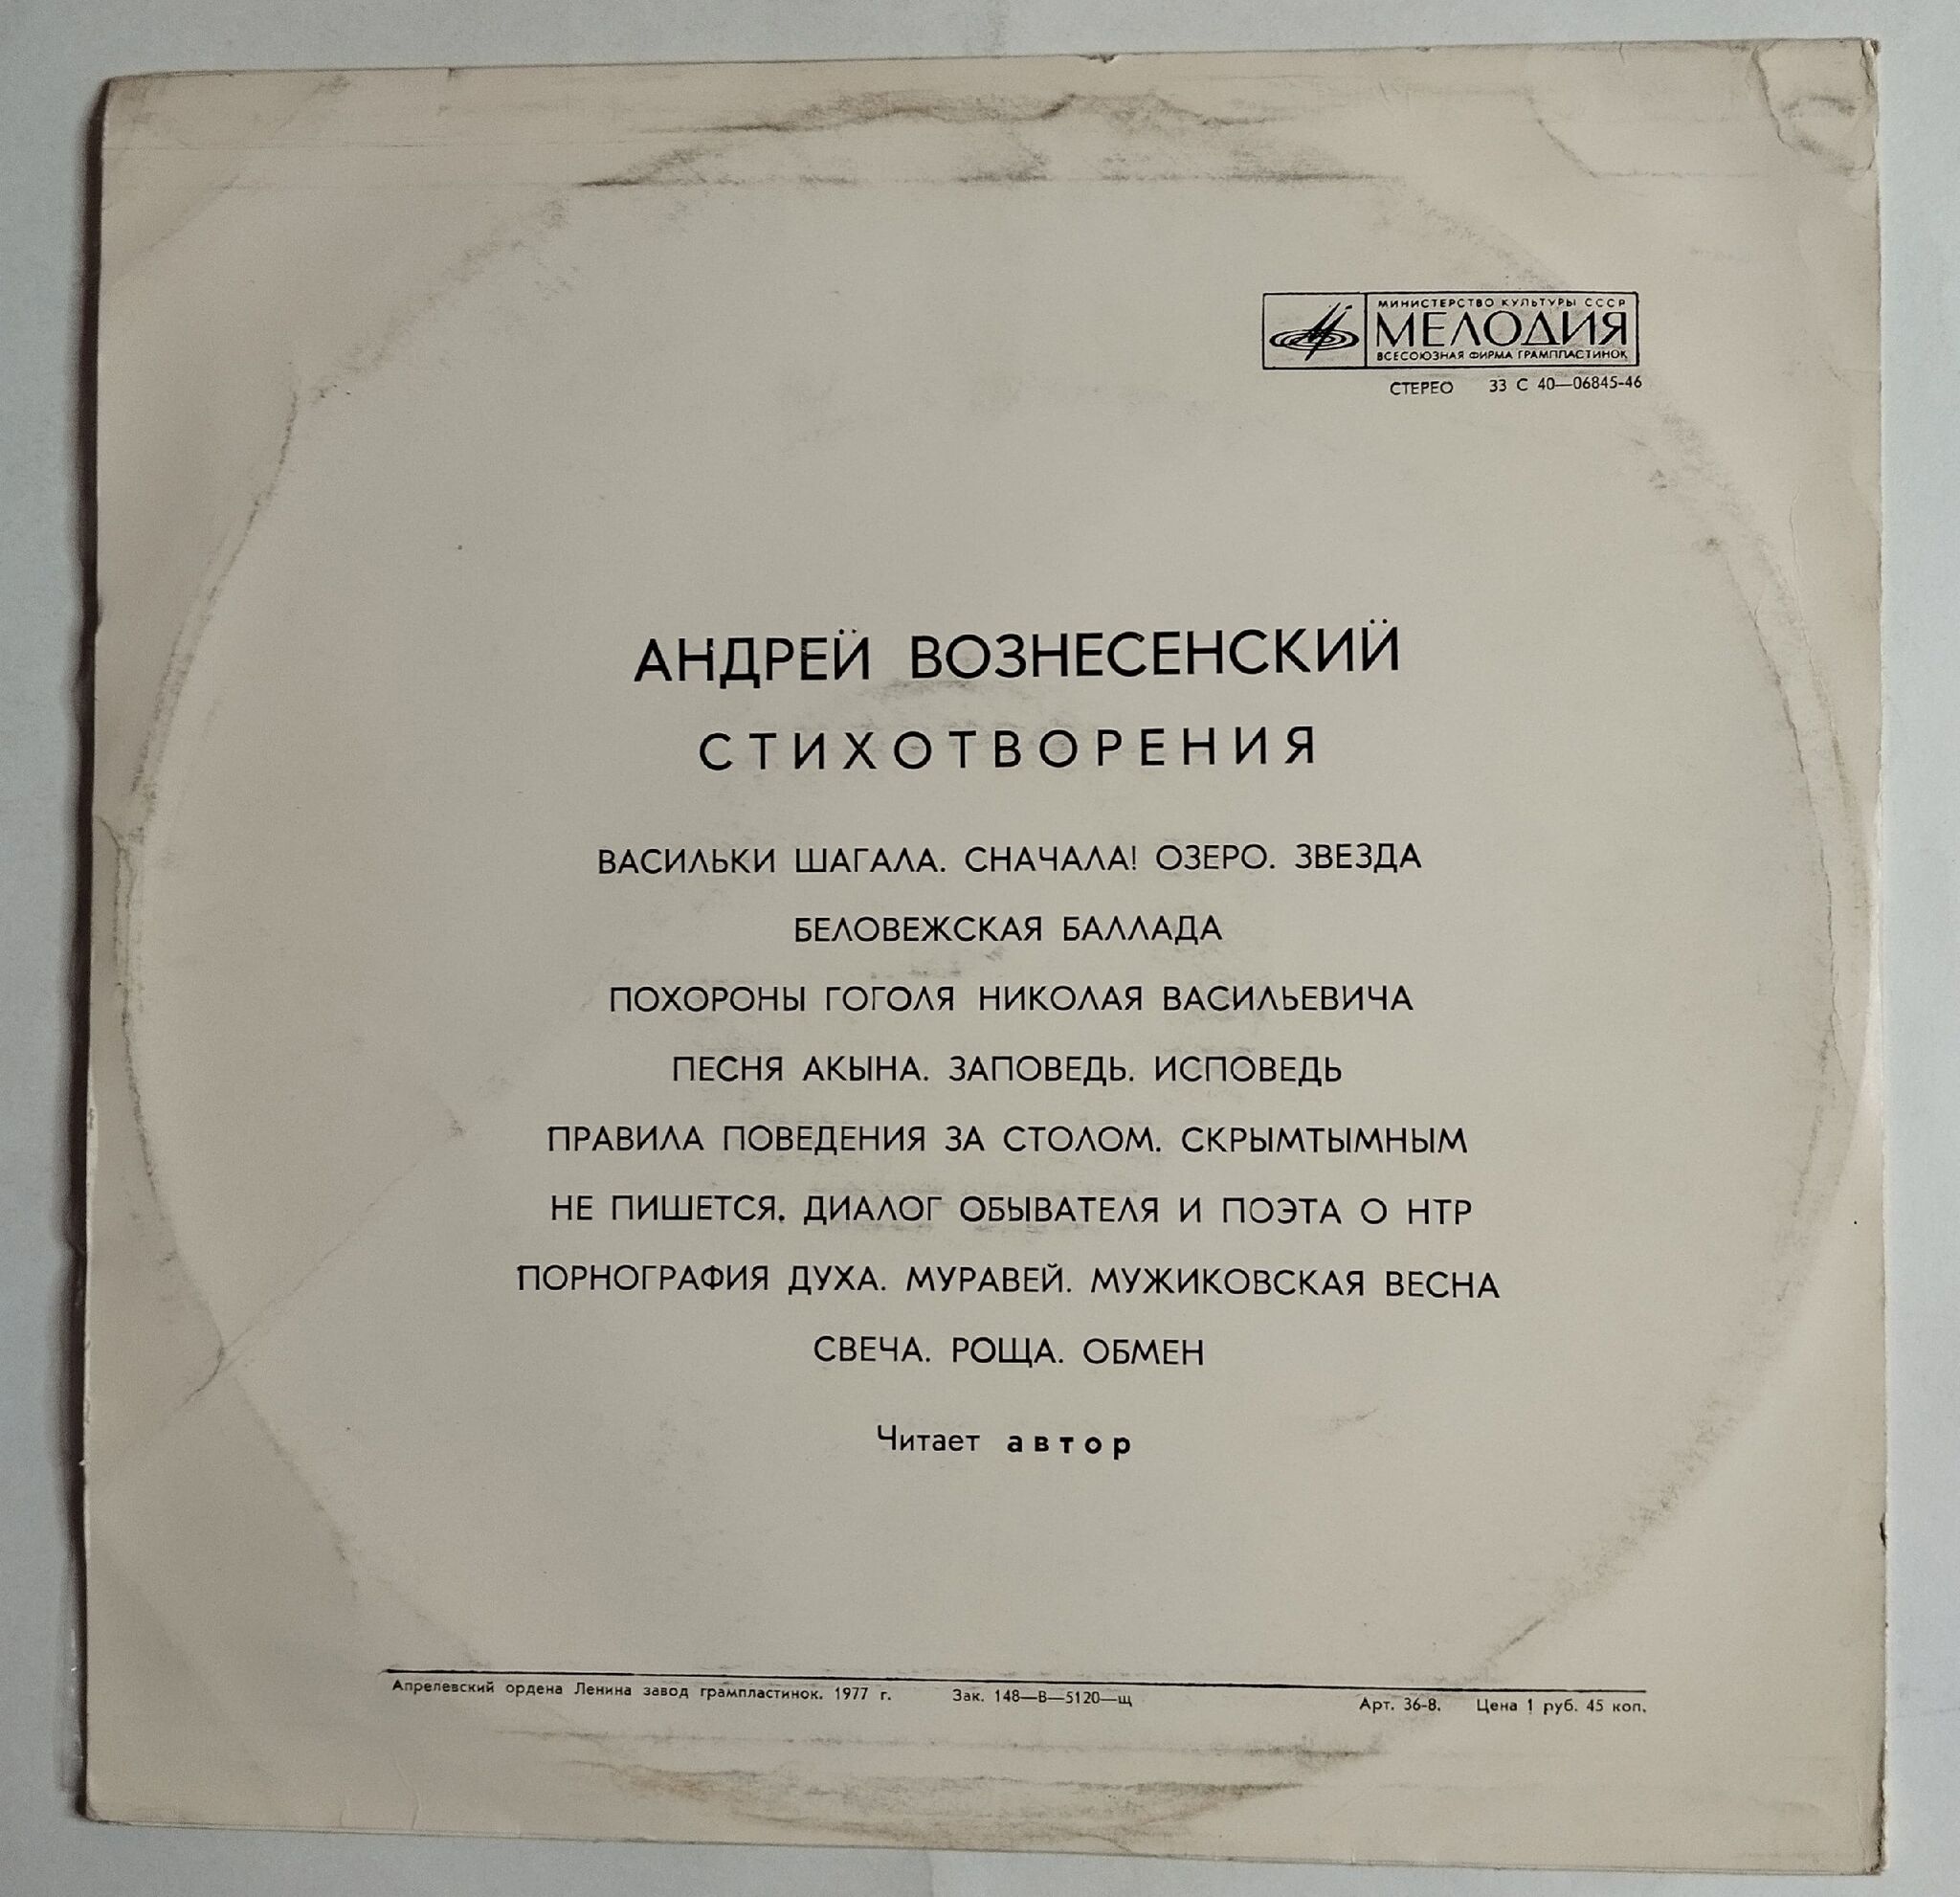 МИНИСТЕРСТВО КУЛЬТУРЫ СССР
МЕЛОДИЯ
ВСЕСОЮЗНАЯ ФИРМА ГРАМПЛАСТИНОК
СТЕРЕО 33 С 40—06845-46
АНДРЕЙ ВОЗНЕСЕНСКИЙ
СТИХОТВОРЕНИЯ
ВАСИЛЬКИ ШАГАЛА. СНАЧАЛА! ОЗЕРО. ЗВЕЗДА
БЕЛОВЕЖСКАЯ БАЛЛАДА
ПОХОРОНЫ ГОГОЛЯ НИКОЛАЯ ВАСИЛЬЕВИЧА
ПЕСНЯ АКЫНА. ЗАПОВЕДЬ. ИСПОВЕДЬ
ПРАВИЛА ПОВЕДЕНИЯ ЗА СТОЛОМ. СКРЫМТЫМНЫМ
НЕ ПИШЕТСЯ. ДИАЛОГ ОБЫВАТЕЛЯ И ПОЭТА О НТР
ПОРНОГРАФИЯ ДУХА. МУРАВЕЙ. МУЖИКОВСКАЯ ВЕСНА
СВЕЧА. РОЩА. ОБМЕН
Читает автор
Апрелевский ордена Ленина завод грампластинок. 1977 г. Зак. 148—В—5120—щ Арт. 36-8. Цена 1 руб. 45 коп.